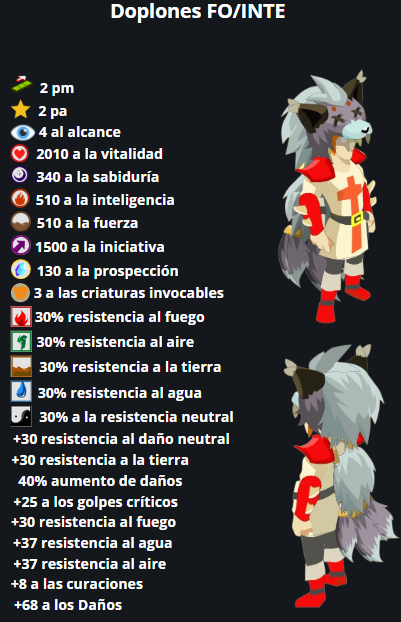 Doplones FO/INTE
2 pm
2 pa
4 al alcance
2010 a la vitalidad
340 a la sabiduría
510 a la inteligencia
510 a la fuerza
1500 a la iniciativa
130 a la prospección
3 a las criaturas invocables
30% resistencia al fuego
30% resistencia al aire
30% resistencia a la tierra
30% resistencia al agua
30% a la resistencia neutral
+30 resistencia al daño neutral
+30 resistencia a la tierra
40% aumento de daños
+25 a los golpes críticos
+30 resistencia al fuego
+37 resistencia al agua
+37 resistencia al aire
+8 a las curaciones
+68 a los Daños